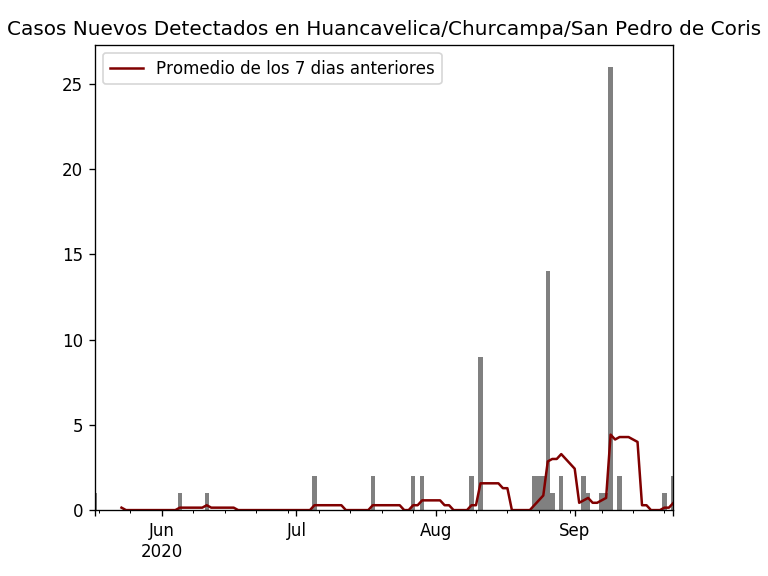 Casos Nuevos Detectados en Huancavelica/Churcampa/San Pedro de Coris
Promedio de los 7 dias anteriores
25
20
15
10
5
0
Jun Jul Aug Sep
2020